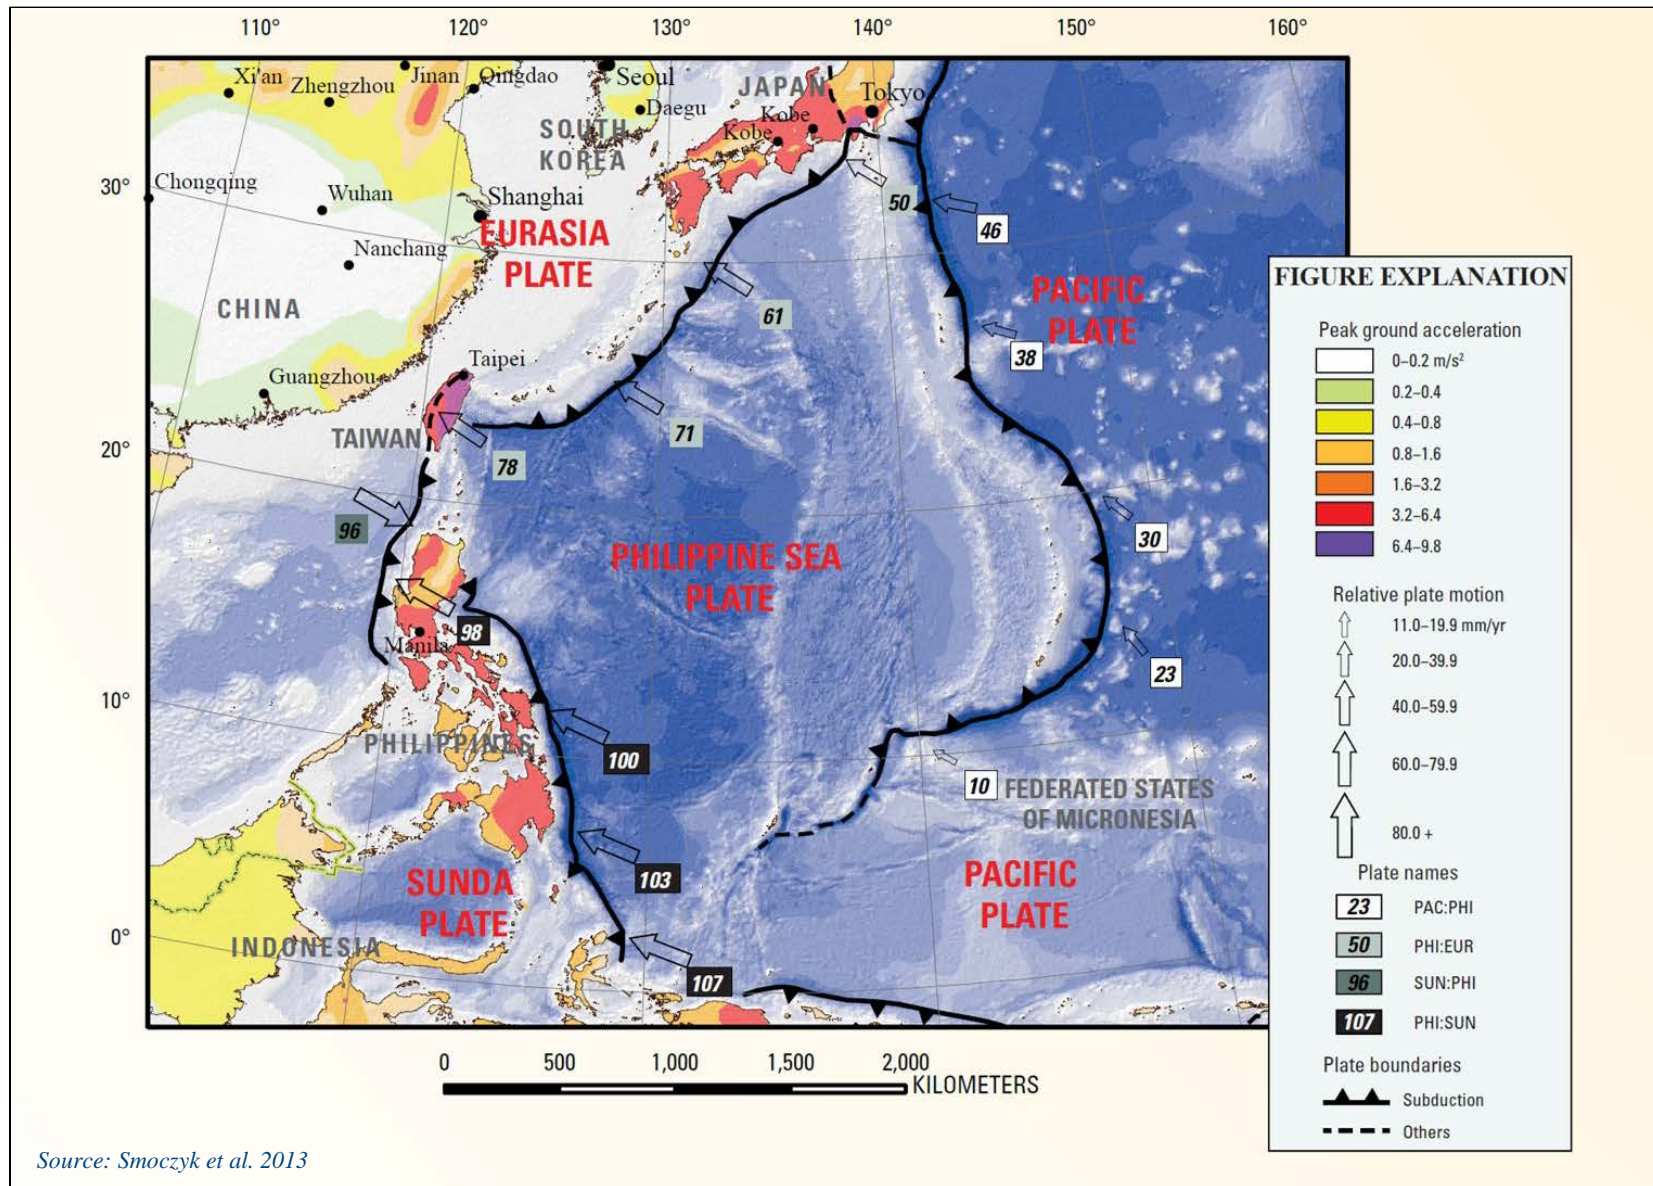 110°
120°
130°
140°
150°
160°
Xi'an
Zhengzhou
Jinan
Qingdao
Seoul
Daegu
SOUTH
KOREA
JAPAN
Tokyo
Kobe
Kobe
30°
Chongqing
Wuhan
Shanghai
Nanchang
EURASIA
PLATE
CHINA
50
46
61
PACIFIC
PLATE
38
Guangzhou
Taipei
TAIWAN
20°
71
78
96
30
PHILIPPINE SEA
PLATE
98
Manila
23
10°
PHILIPPINES
100
10
FEDERATED STATES
OF MICRONESIA
103
SUNDA
PLATE
PACIFIC
PLATE
0°
INDONESIA
107
FIGURE EXPLANATION
Peak ground acceleration
0–0.2 m/s²
0.2–0.4
0.4–0.8
0.8–1.6
1.6–3.2
3.2–6.4
6.4–9.8
Relative plate motion
11.0–19.9 mm/yr
20.0–39.9
40.0–59.9
60.0–79.9
80.0 +
Plate names
23 PAC:PHI
50 PHI:EUR
96 SUN:PHI
107 PHI:SUN
Plate boundaries
Subduction
Others
0 500 1,000 1,500 2,000
KILOMETERS
Source: Smoczyk et al. 2013